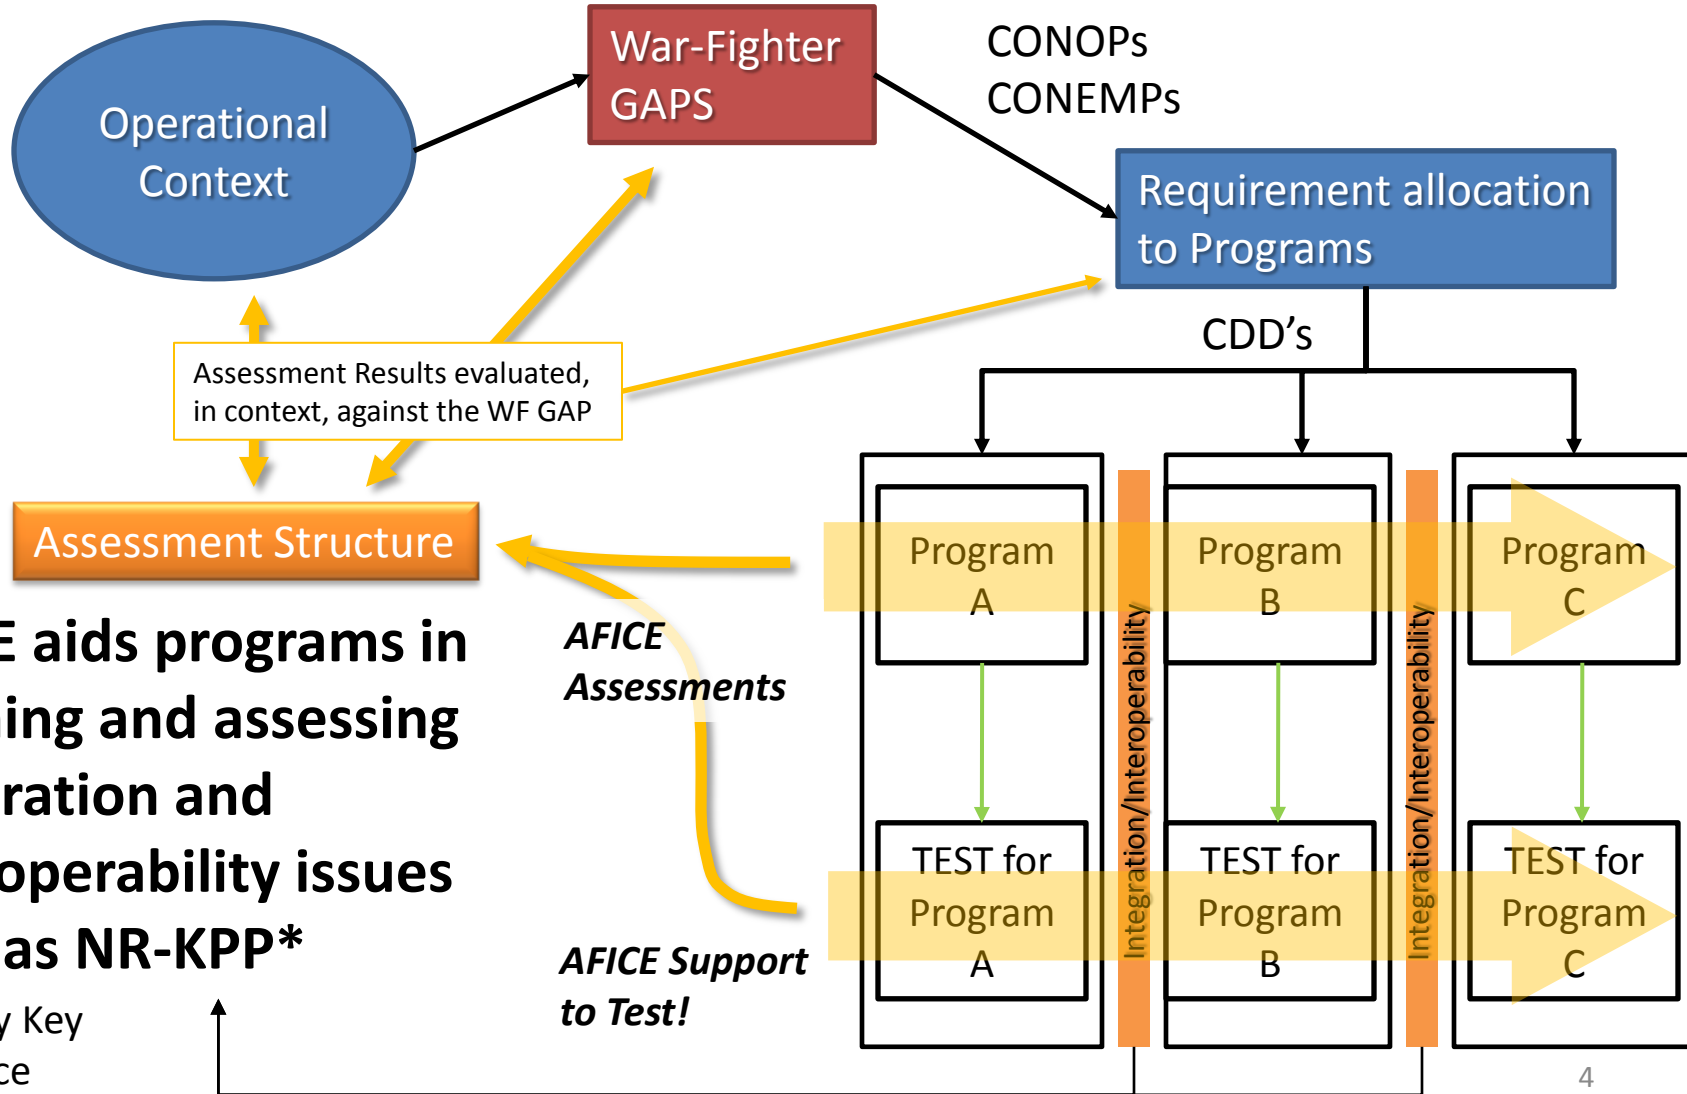 Operational
Context
War-Fighter
GAPS
CONOPs
CONEMPs
Requirement allocation
to Programs
CDD's
Assessment Results evaluated,
in context, against the WF GAP
Assessment Structure
E aids programs in
ing and assessing
ration and
operability issues
as NR-KPP*
y Key
ce
AFICE
Assessments
AFICE Support
to Test!
Program
A
Integration/Interoperability
Program
B
Integration/Interoperability
Program
C
TEST for
Program
A
TEST for
Program
B
TEST for
Program
C
4